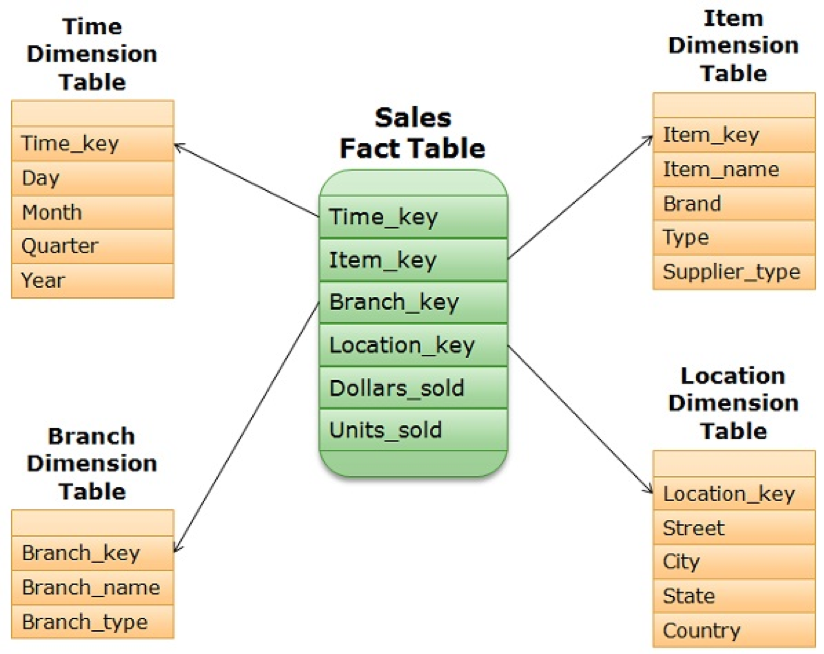 Time
Dimension
Table
Time_key
Day
Month
Quarter
Year
Sales
Fact Table
Time_key
Item_key
Branch_key
Location_key
Dollars_sold
Units_sold
Item
Dimension
Table
Item_key
Item_name
Brand
Type
Supplier_type
Branch
Dimension
Table
Branch_key
Branch_name
Branch_type
Location
Dimension
Table
Location_key
Street
City
State
Country